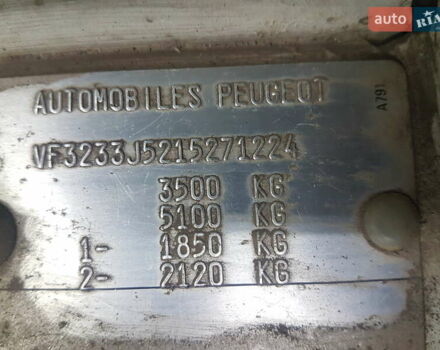 auto RIA
AUTOMOBILES PEUGEOT
A791
VF3233J5215271224
3500 KG
5100 KG
1- 1850 KG
2- 2120 KG